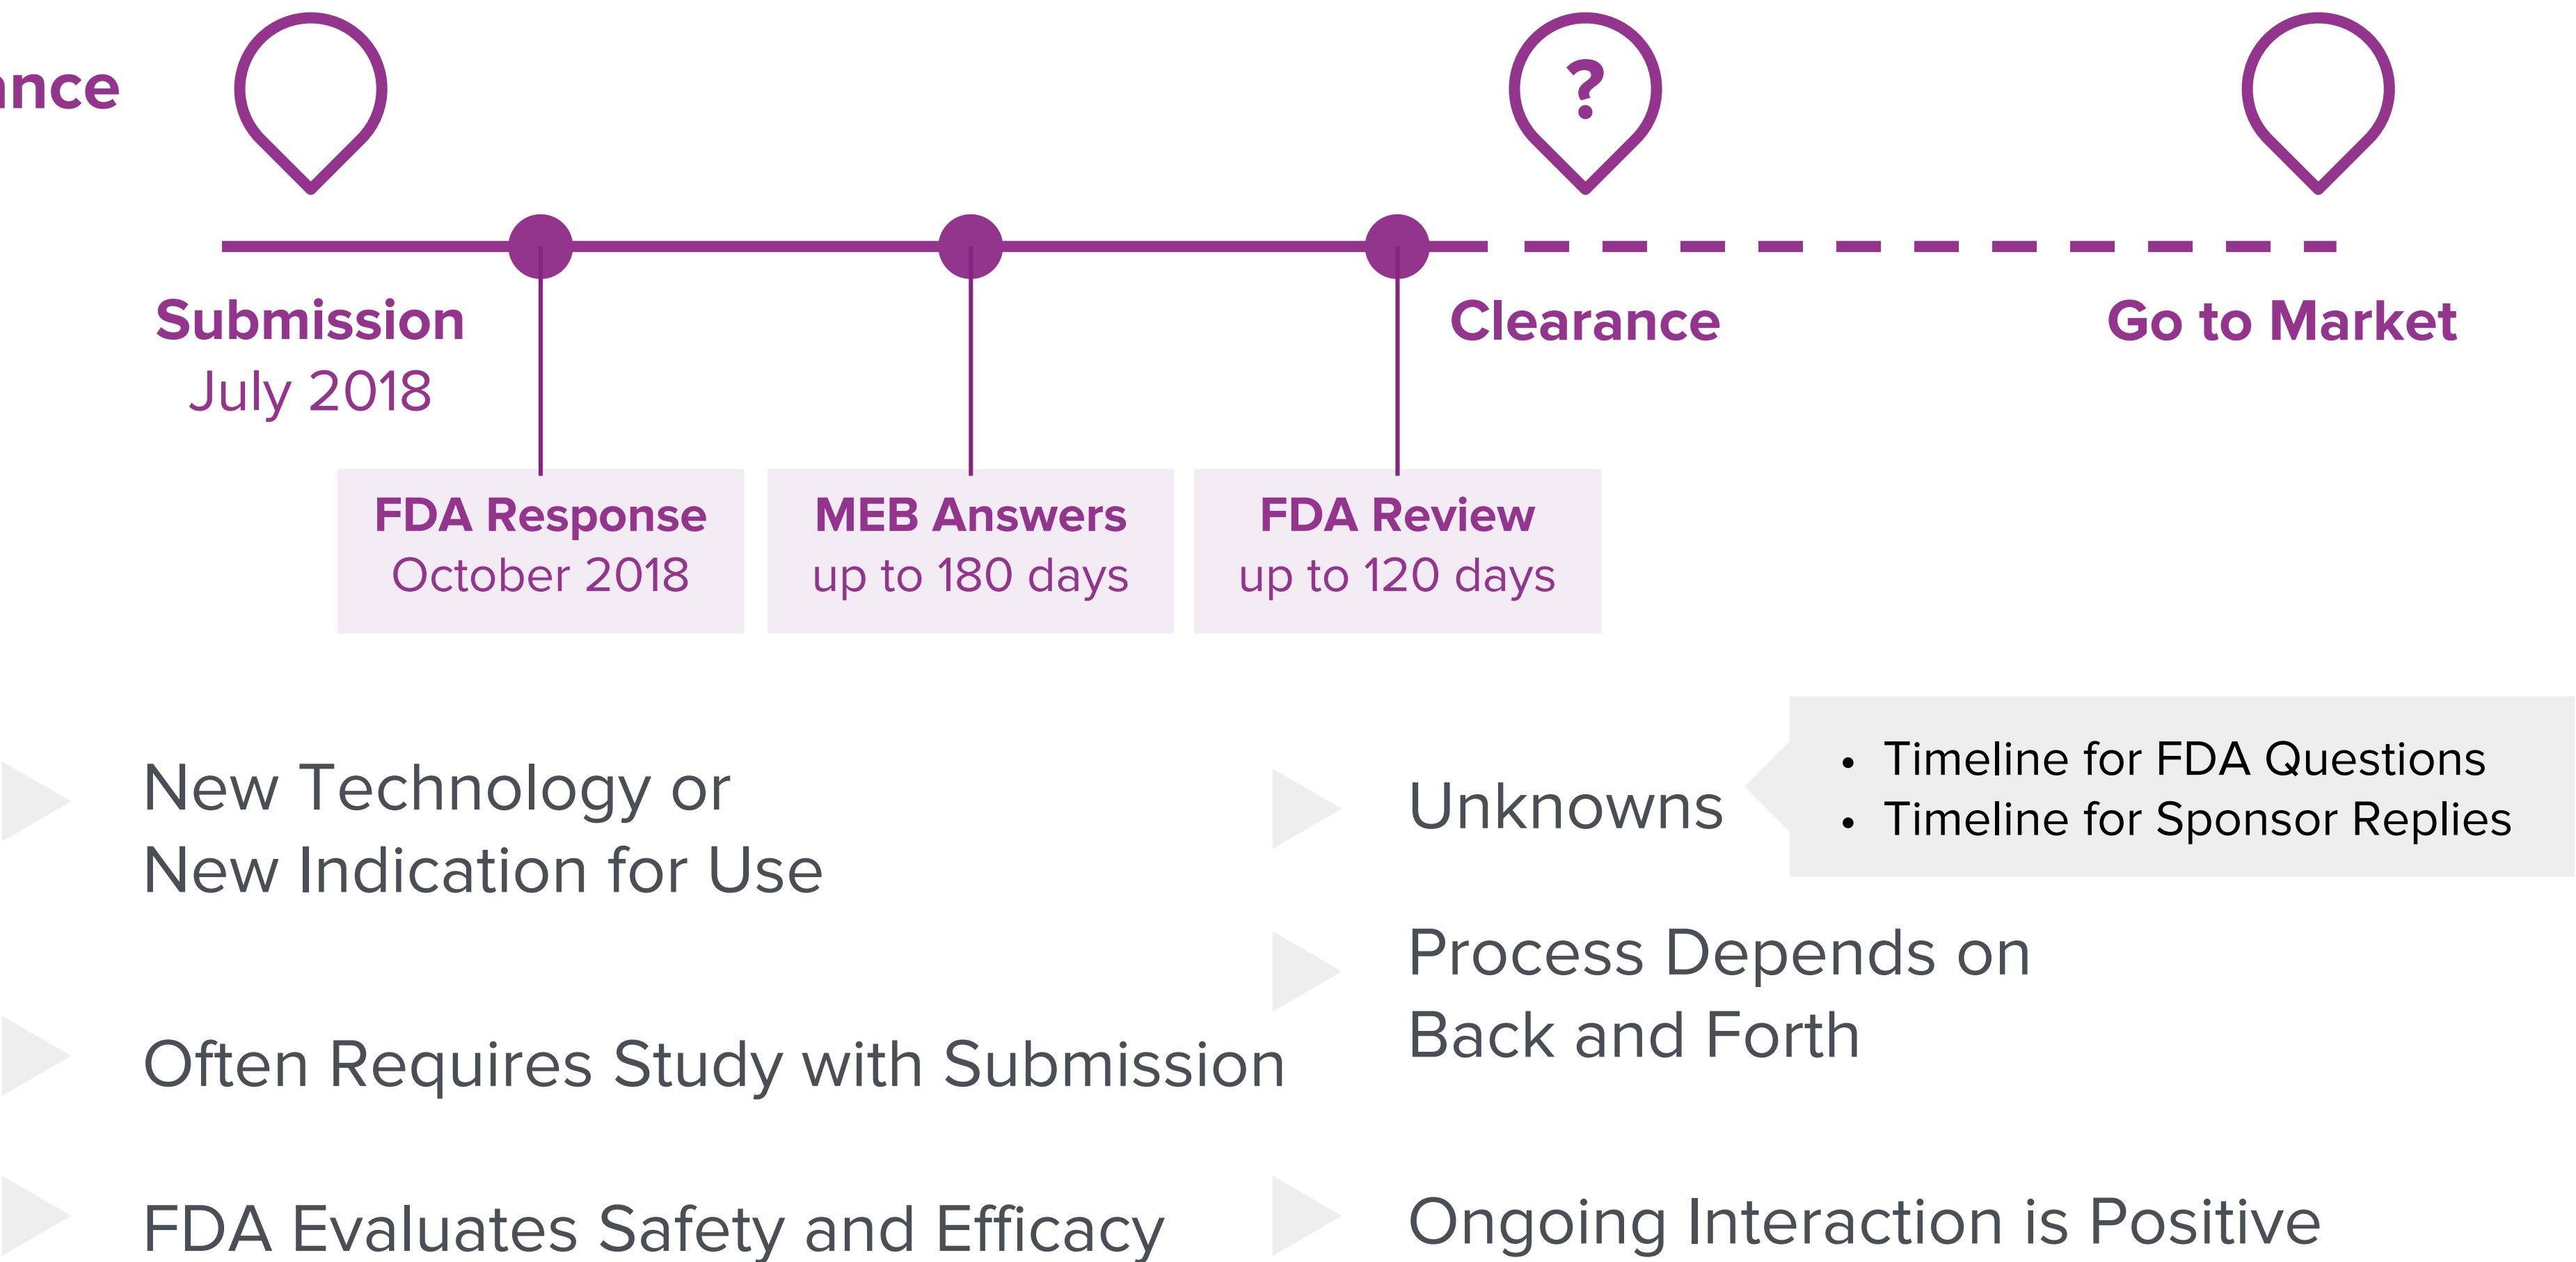 ?
Submission
July 2018
Clearance
Go to Market
FDA Response
October 2018
MEB Answers
up to 180 days
FDA Review
up to 120 days
New Technology or
New Indication for Use
Often Requires Study with Submission
FDA Evaluates Safety and Efficacy
Unknowns
• Timeline for FDA Questions
• Timeline for Sponsor Replies
Process Depends on
Back and Forth
Ongoing Interaction is Positive